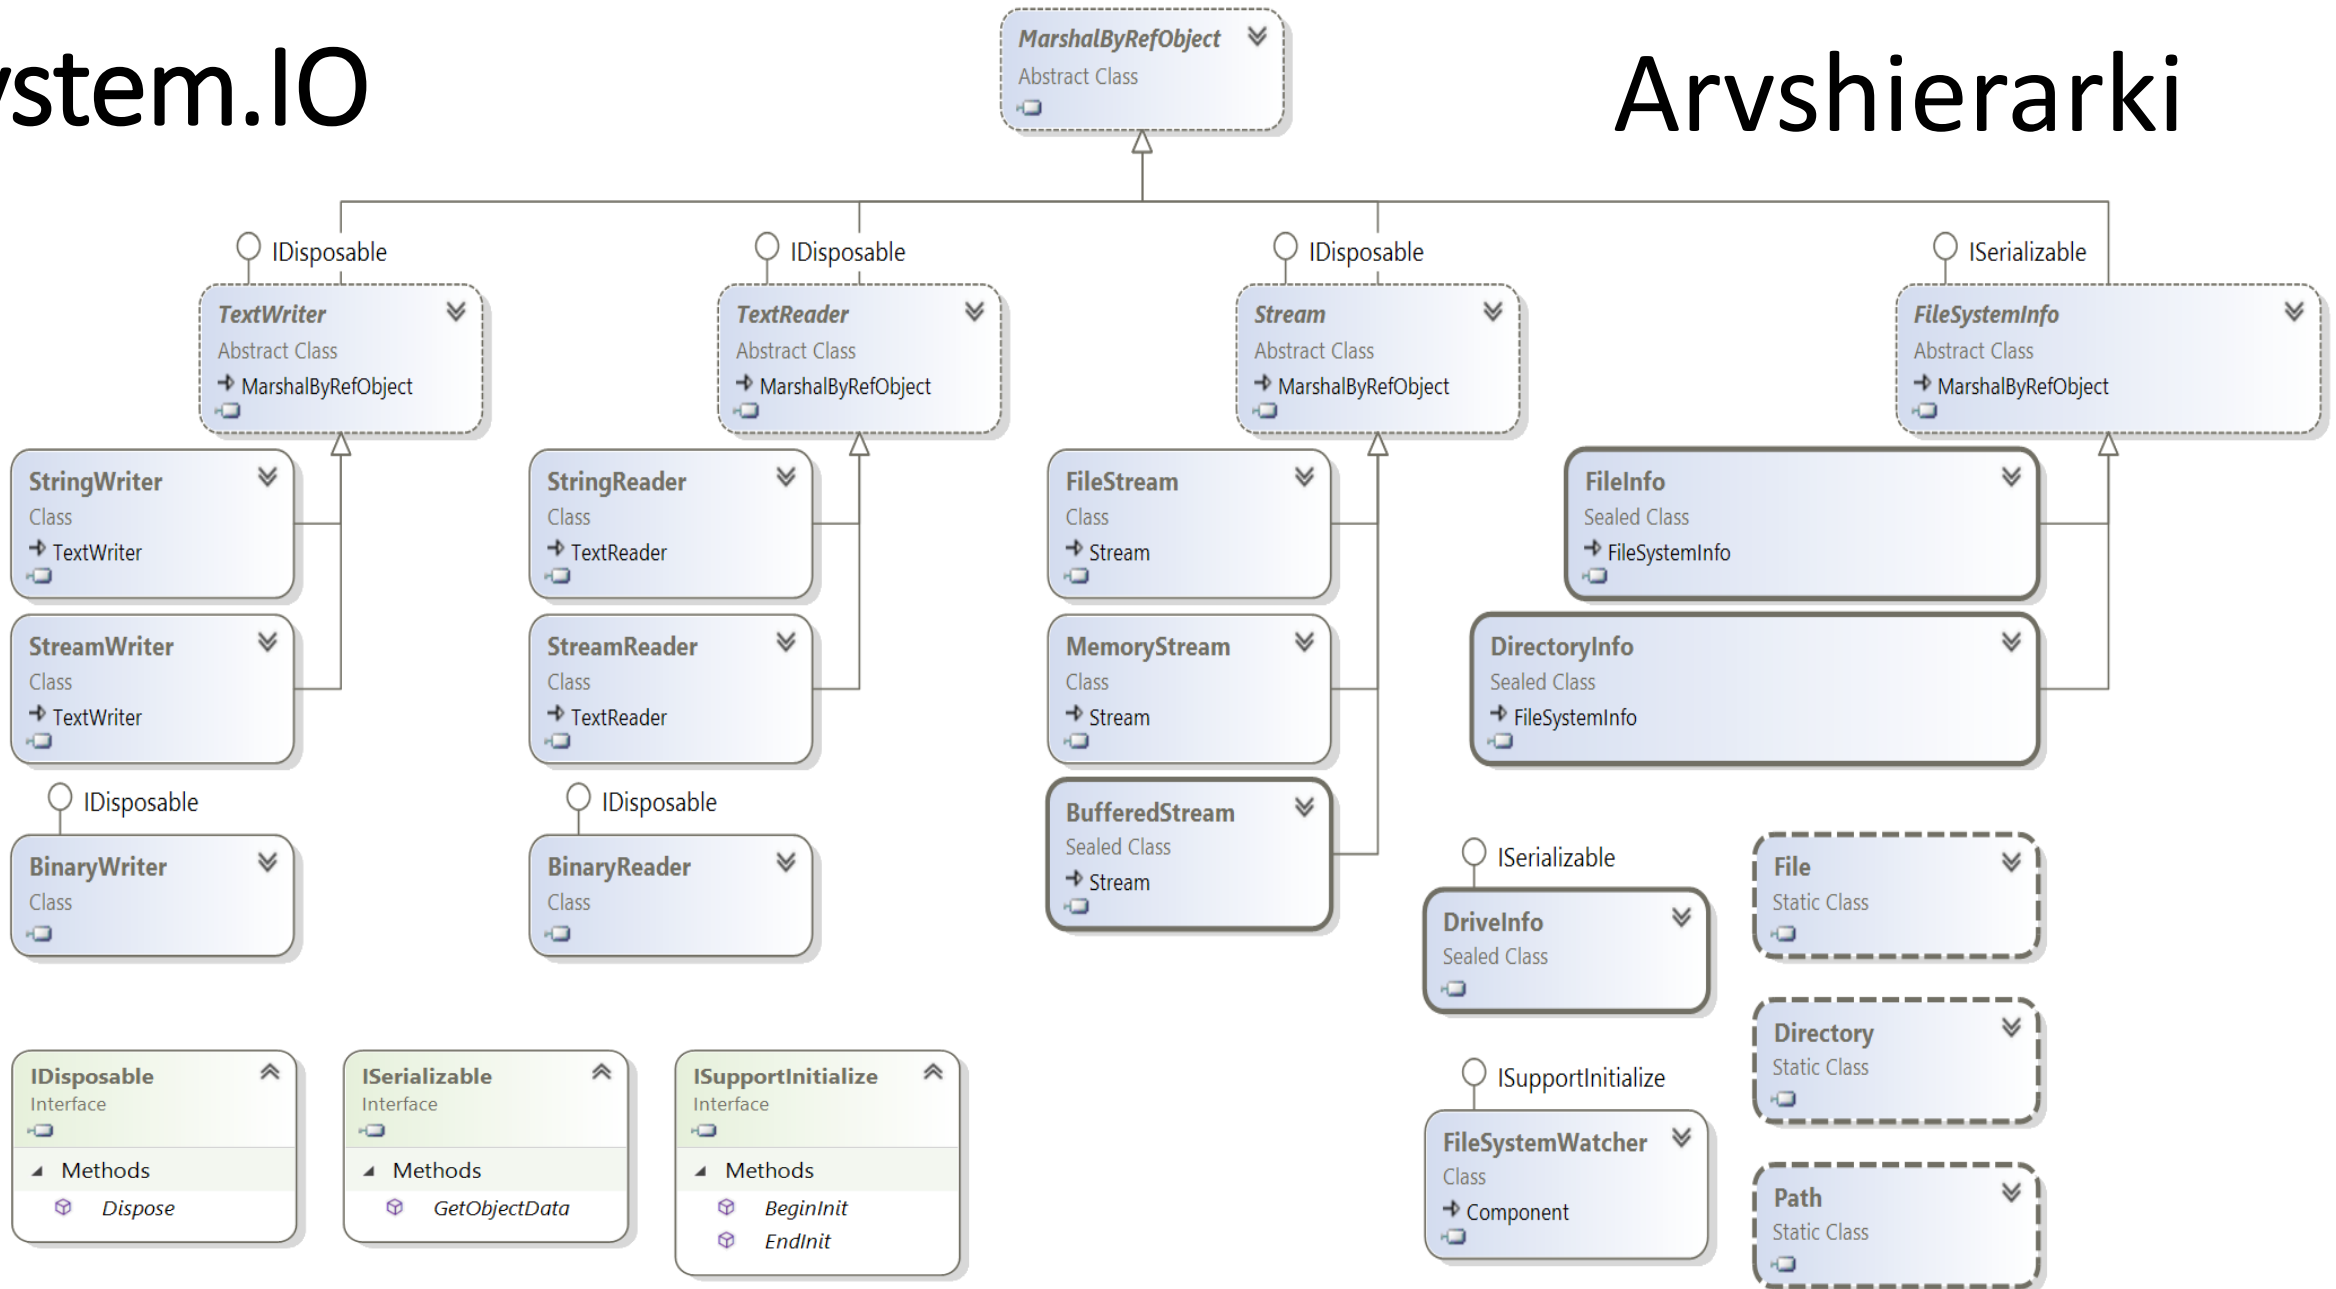 ystem.IO
Arvshierarki
MarshalByRefObject
Abstract Class
IDisposable
TextWriter
Abstract Class
MarshalByRefObject
IDisposable
TextReader
Abstract Class
MarshalByRefObject
IDisposable
Stream
Abstract Class
MarshalByRefObject
ISerializable
FileSystemInfo
Abstract Class
MarshalByRefObject
StringWriter
Class
TextWriter
StringReader
Class
TextReader
FileStream
Class
Stream
FileInfo
Sealed Class
FileSystemInfo
StreamWriter
Class
TextWriter
StreamReader
Class
TextReader
MemoryStream
Class
Stream
DirectoryInfo
Sealed Class
FileSystemInfo
IDisposable
BinaryWriter
Class
IDisposable
BinaryReader
Class
BufferedStream
Sealed Class
Stream
ISerializable
DriveInfo
Sealed Class
File
Static Class
Directory
Static Class
IDisposable
Interface
Methods
Dispose
ISerializable
Interface
Methods
GetObjectData
ISupportInitialize
Interface
Methods
BeginInit
EndInit
ISupportInitialize
FileSystemWatcher
Class
Component
Path
Static Class